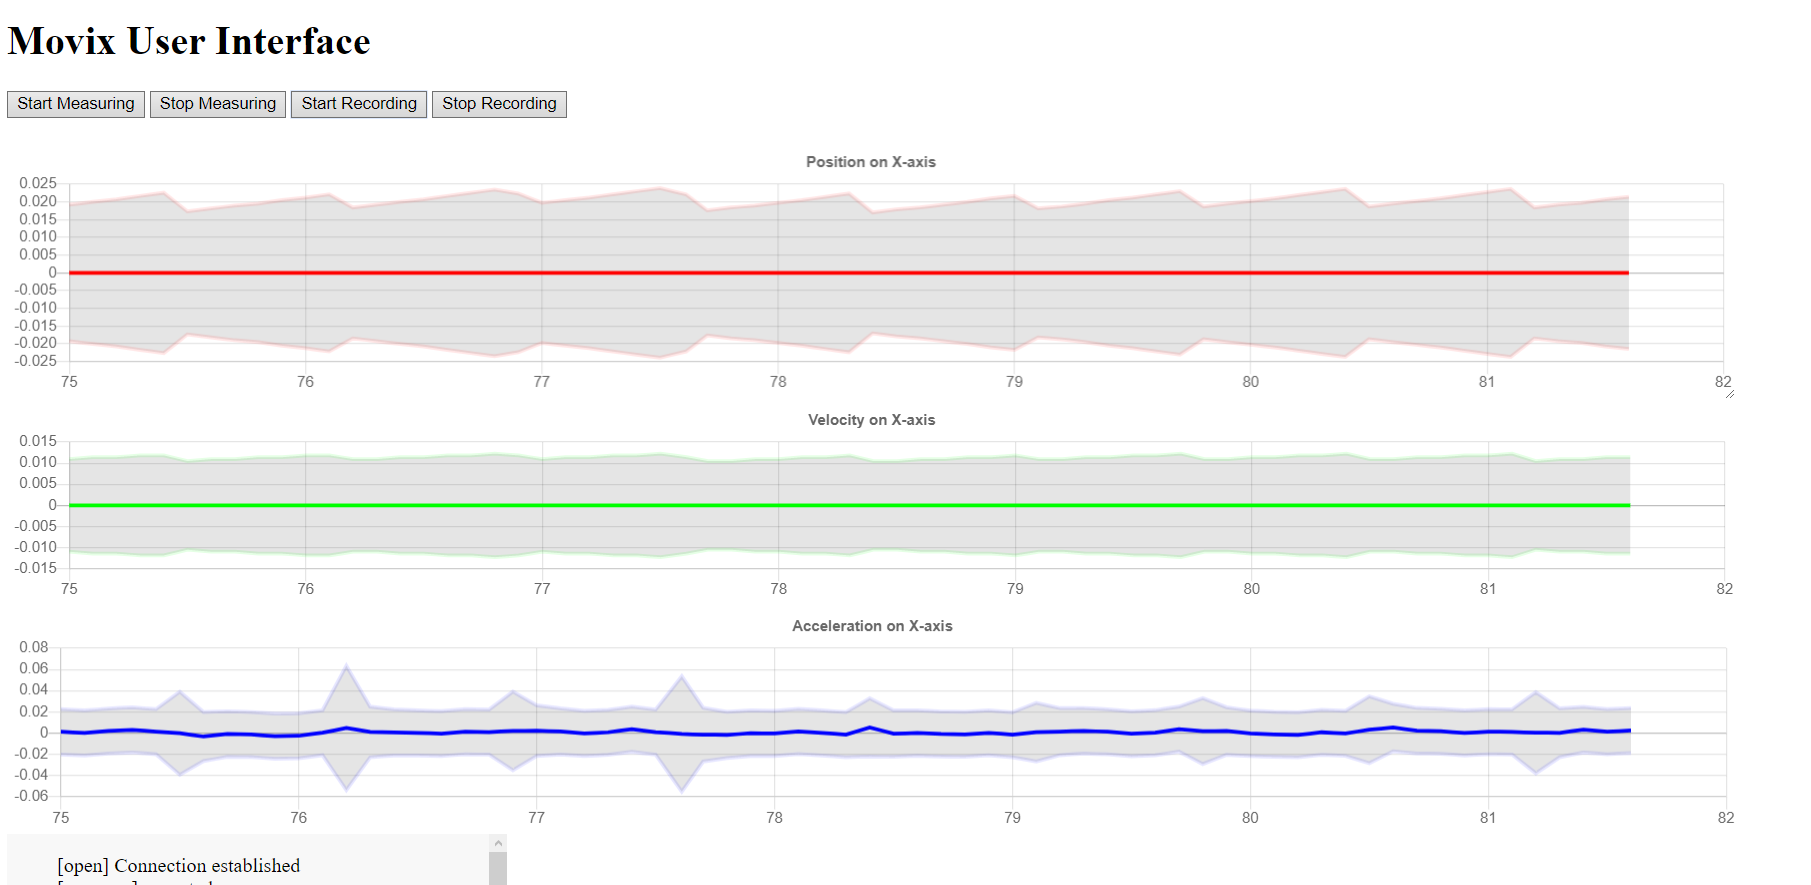 Movix User Interface
Start Measuring Stop Measuring Start Recording Stop Recording
Position on X-axis
0.025
0.020
0.015
0.010
0.005
0
-0.005
-0.010
-0.015
-0.020
-0.025
75 76 77 78 79 80 81 82
Velocity on X-axis
0.015
0.010
0.005
0
-0.005
-0.010
-0.015
75 76 77 78 79 80 81 82
Acceleration on X-axis
0.08
0.06
0.04
0.02
0
-0.02
-0.04
-0.06
75 76 77 78 79 80 81 82
[open] Connection established